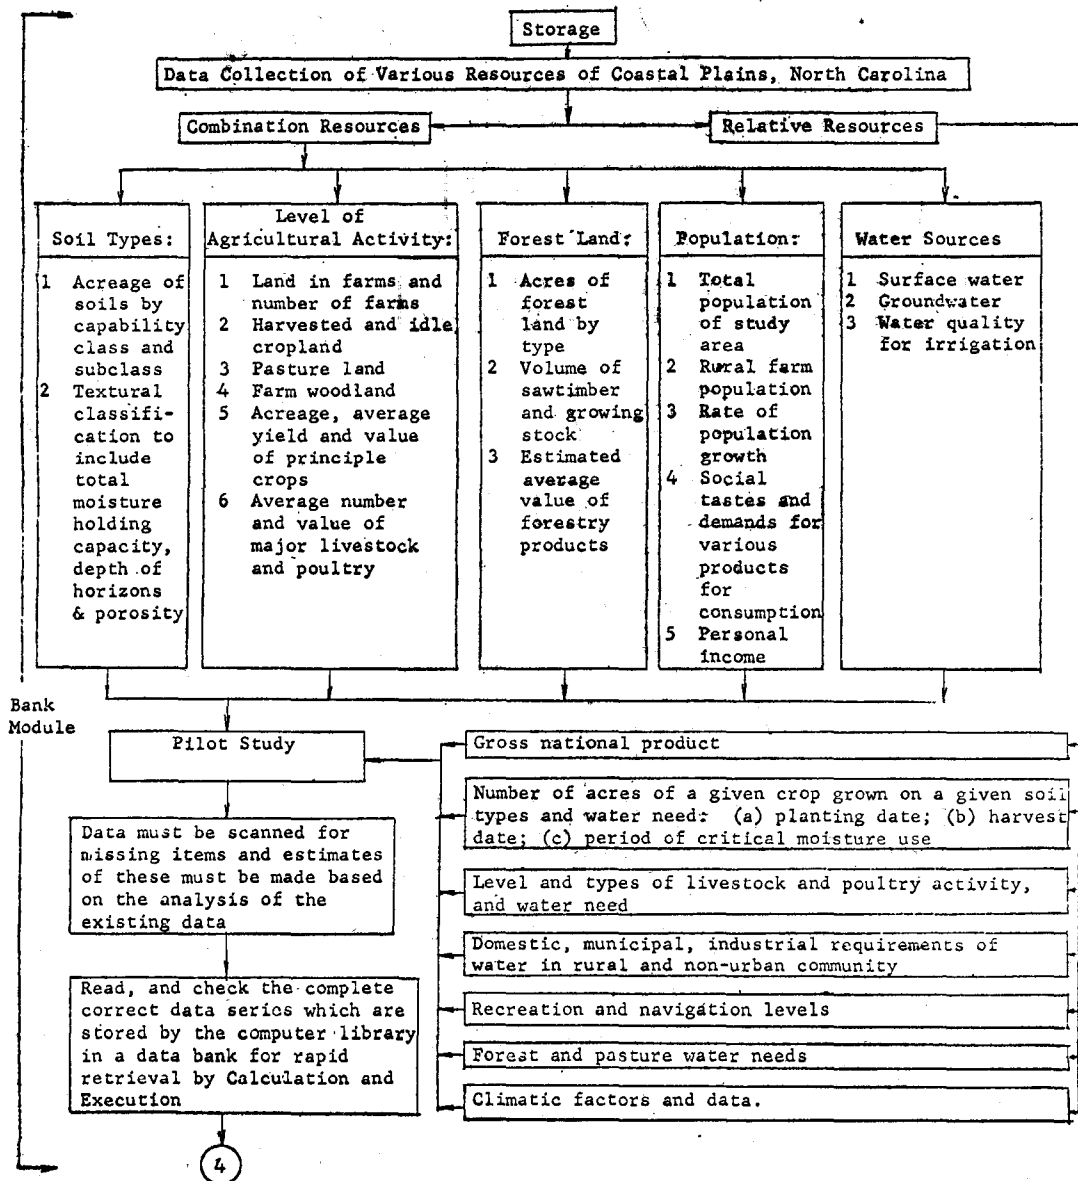 Storage
Data Collection of Various Resources of Coastal Plains, North Carolina
Combination Resources
Relative Resources
Soil Types:
1 Acreage of
soils by
capability
class and
subclass
2 Textural
classifi-
cation to
include
total
moisture
holding
capacity,
depth of
horizons
& porosity
Level of
Agricultural Activity:
1 Land in farms and
number of farms
2 Harvested and idle
cropland
3 Pasture land
4 Farm woodland
5 Acreage, average
yield and value
of principle
crops
6 Average number
and value of
major livestock
and poultry
Forest Land:
1 Acres of
forest
land by
type
2 Volume of
sawtimber
and growing
stock
3 Estimated
average
value of
forestry
products
Population:
1 Total
population
of study
area
2 Rural farm
population
3 Rate of
population
growth
4 Social
tastes and
demands for
various
products
for
consumption
5 Personal
income
Water Sources
1 Surface water
2 Groundwater
3 Water quality
for irrigation
Bank
Module
Pilot Study
Data must be scanned for
missing items and estimates
of these must be made based
on the analysis of the
existing data
Read, and check the complete
correct data series which are
stored by the computer library
in a data bank for rapid
retrieval by Calculation and
Execution
4
Gross national product
Number of acres of a given crop grown on a given soil
types and water need: (a) planting date; (b) harvest
date; (c) period of critical moisture use
Level and types of livestock and poultry activity,
and water need
Domestic, municipal, industrial requirements of
water in rural and non-urban community
Recreation and navigation levels
Forest and pasture water needs
Climatic factors and data.